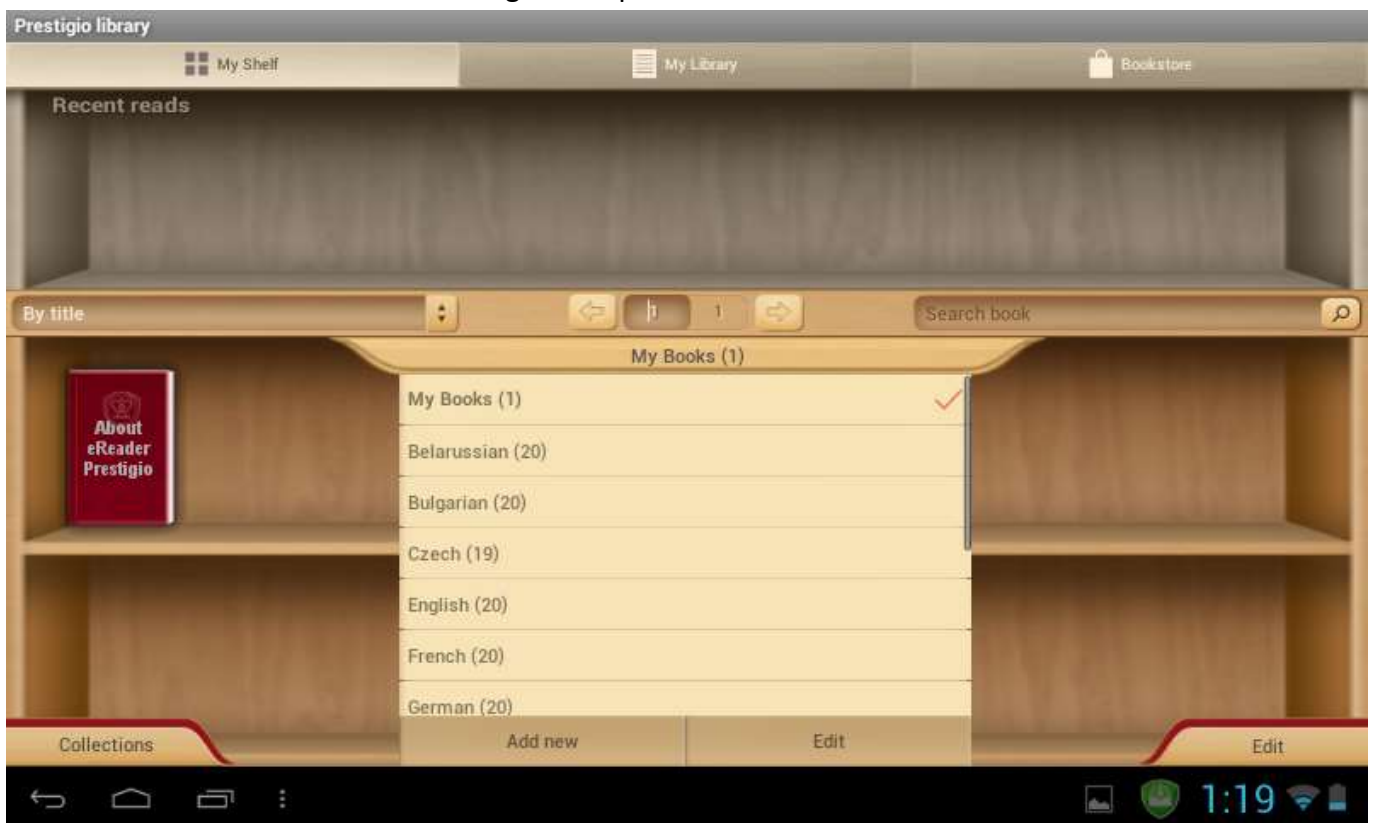 Prestigio library
My Shelf
My Library
Bookstore
Recent reads
By title
1
1
Search book
My Books (1)
About
eReader
Prestigio
My Books (1)
Belarussian (20)
Bulgarian (20)
Czech (19)
English (20)
French (20)
German (20)
Add new
Edit
Collections
Edit
1:19